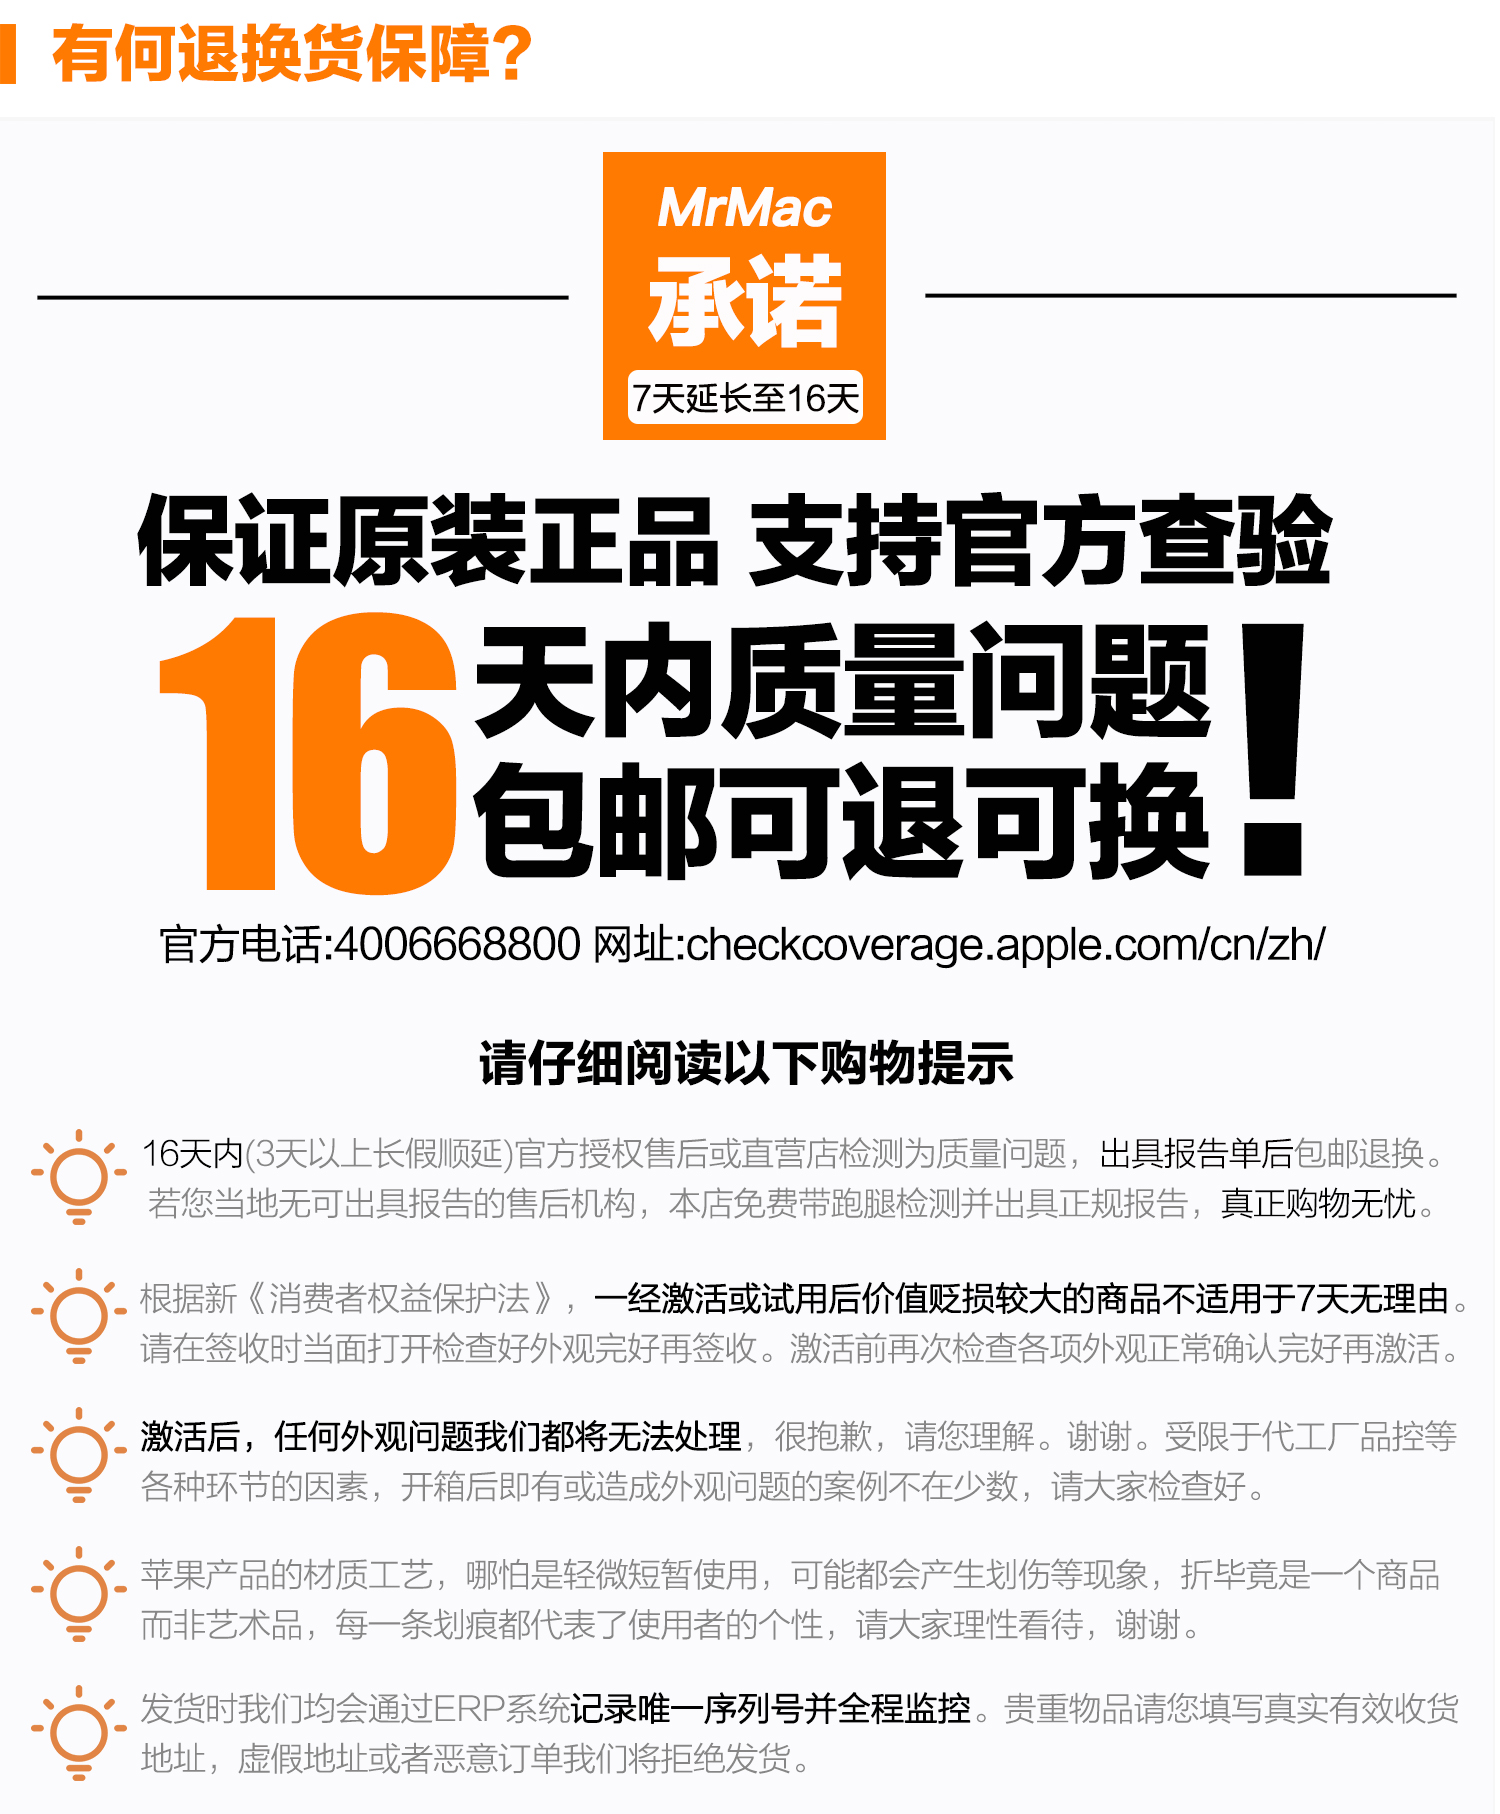 有何退换货保障?
MrMac
承诺
7天延长至16天
保证原装正品 支持官方查验
16天内质量问题
包邮可退可换!
官方电话:4006668800 网址:checkcoverage.apple.com/cn/zh/
请仔细阅读以下购物提示
16天内(3天以上长假顺延)官方授权售后或直营店检测为质量问题，出具报告单后包邮退换。
若您当地无可出具报告的售后机构，本店免费带跑腿检测并出具正规报告，真正购物无忧。
根据新《消费者权益保护法》，一经激活或试用后价值贬损较大的商品不适用于7天无理由。
请在签收时当面打开检查好外观完好再签收。激活前再次检查各项外观正常确认完好再激活。
激活后，任何外观问题我们都将无法处理，很抱歉，请您理解。谢谢。受限于代工厂品控等
各种环节的因素，开箱后即有或造成外观问题的案例不在少数，请大家检查好。
苹果产品的材质工艺，哪怕是轻微短暂使用，可能都会产生划伤等现象，折毕竟是一个商品
而非艺术品，每一条划痕都代表了使用者的个性，请大家理性看待，谢谢。
发货时我们均会通过ERP系统记录唯一序列号并全程监控。贵重物品请您填写真实有效收货
地址，虚假地址或者恶意订单我们将拒绝发货。